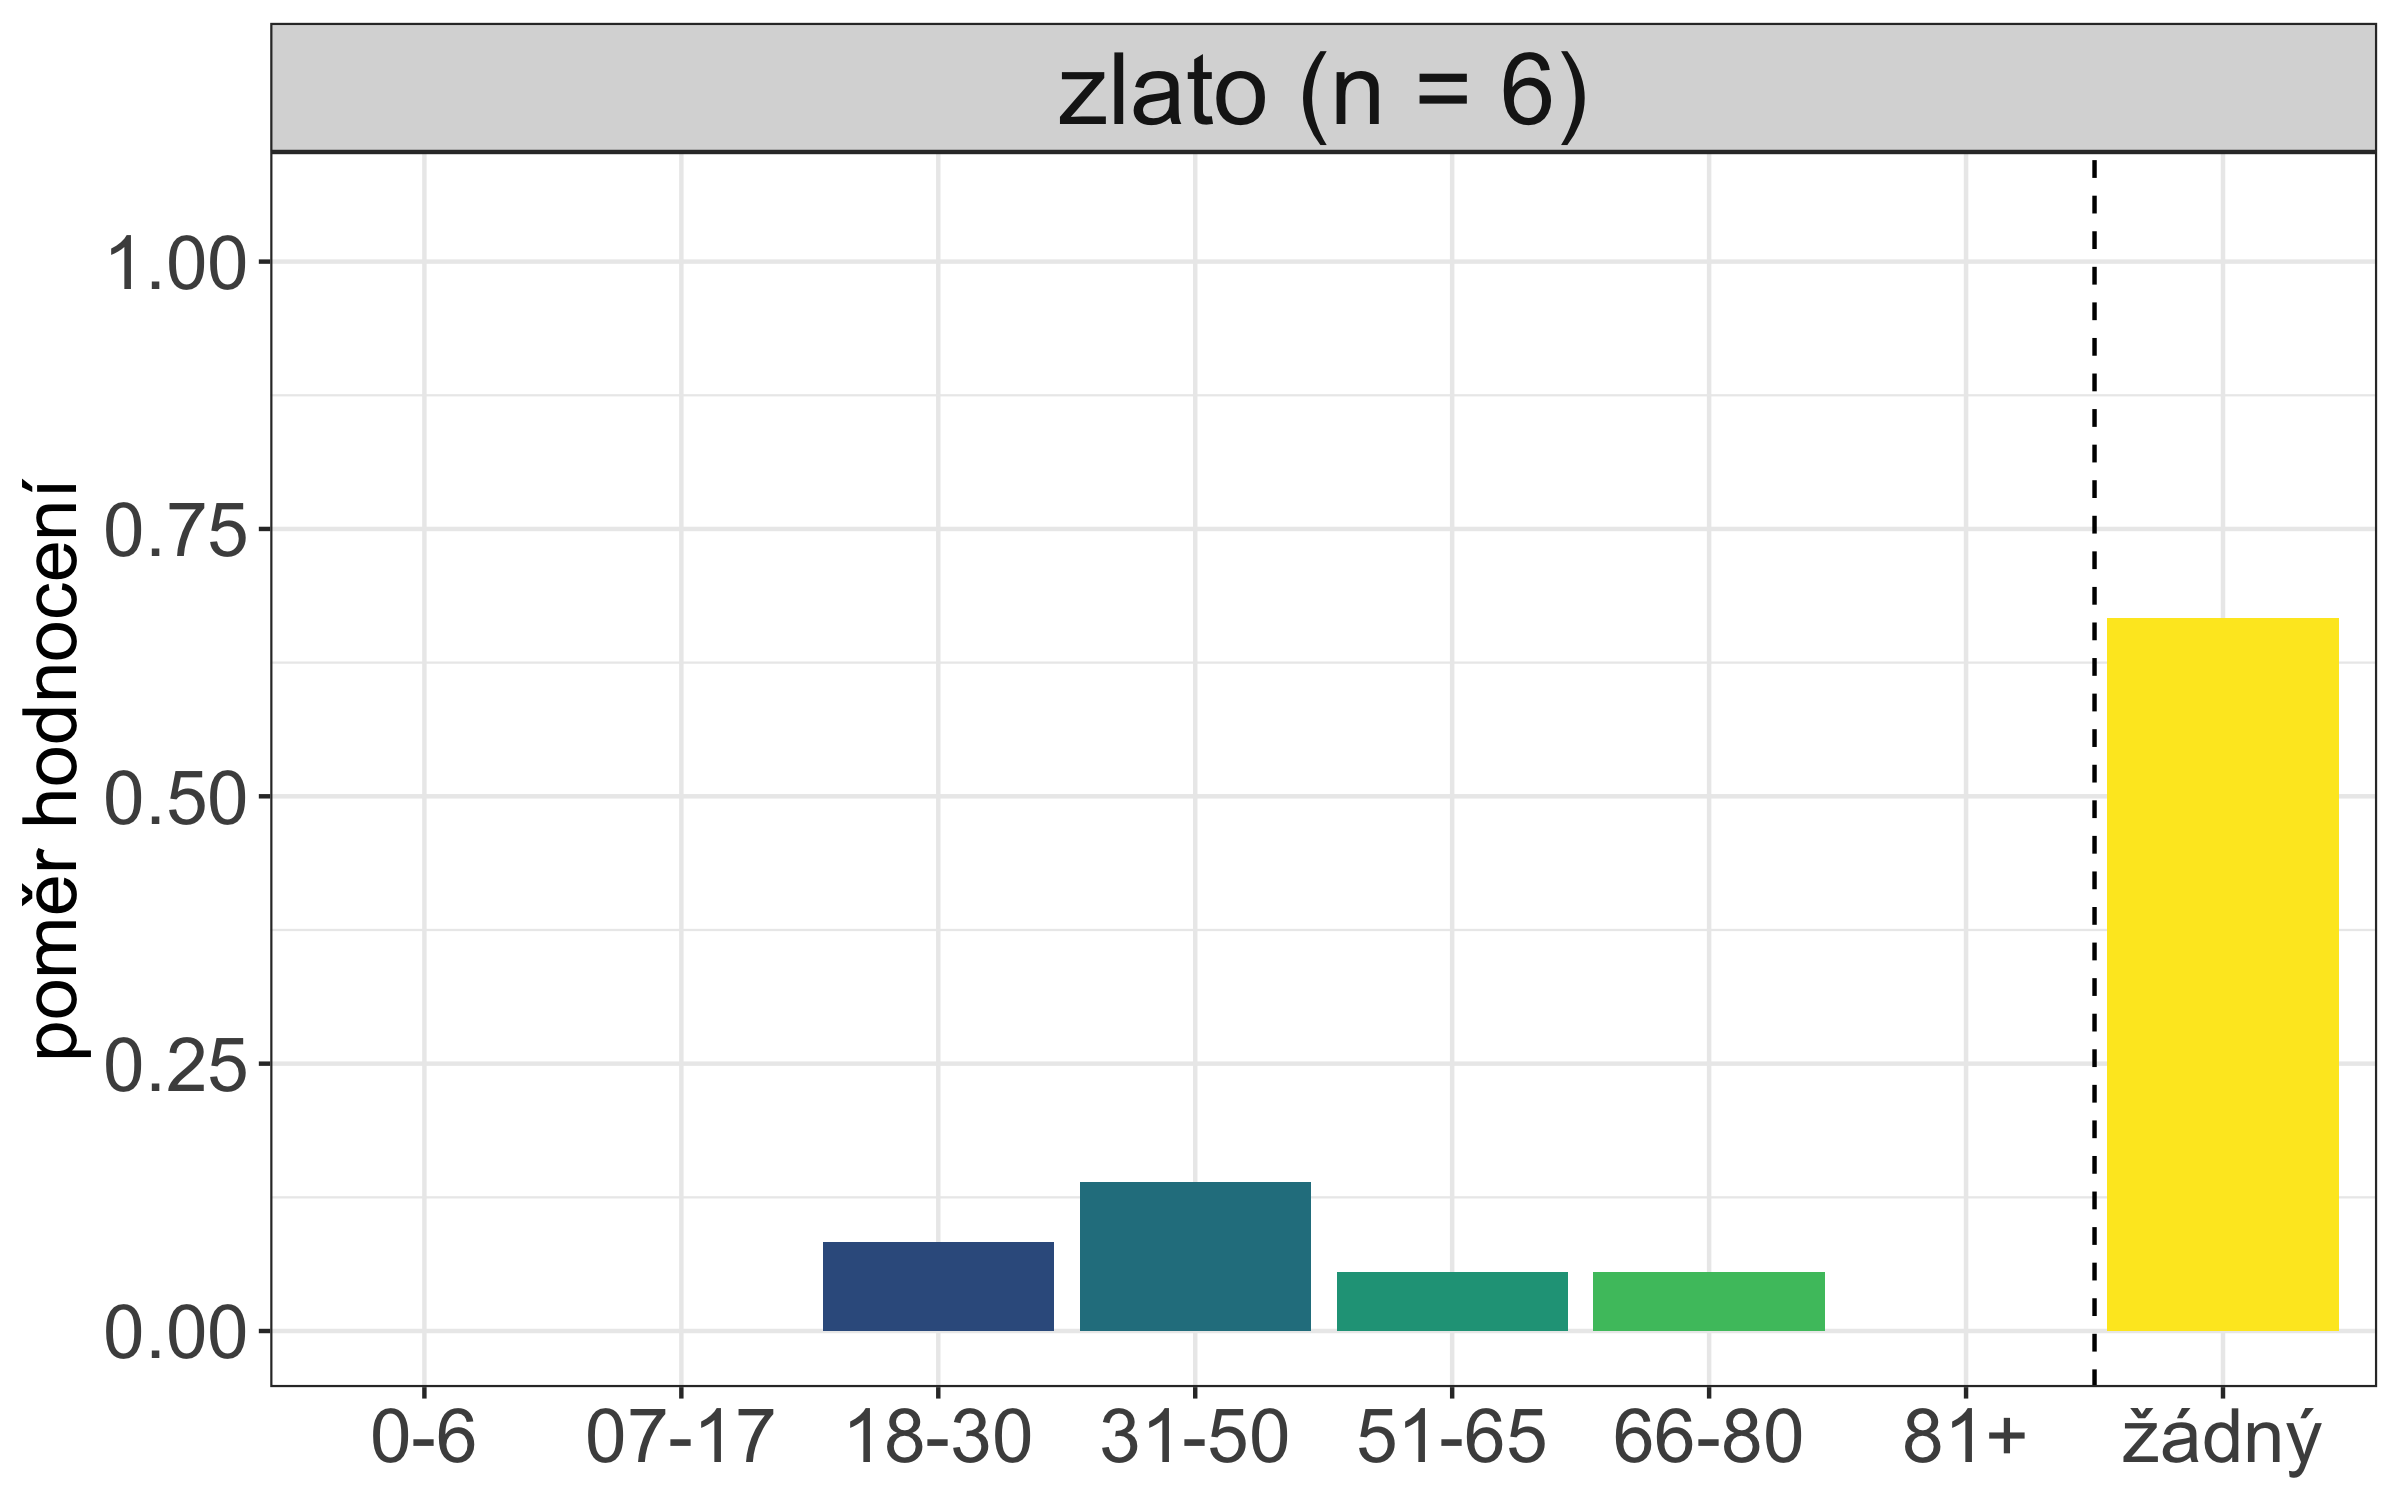 zlato (n = 6)
poměr hodnocení
1.00
0.75
0.50
0.25
0.00
0-6 07-17 18-30 31-50 51-65 66-80 81+ žádný